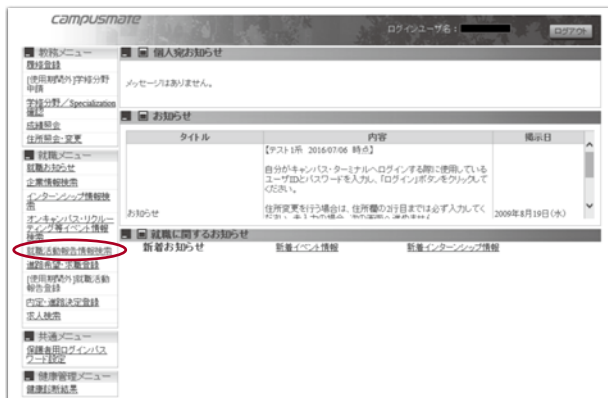 campusmate
ログインユーザ名：
ログアウト
教務メニュー
履修登録
[使用期間外]学修分野
申請
学修分野／Specialization
確認
成績照会
住所照会・変更
就職メニュー
就職お知らせ
企業情報検索
インターンシップ情報検
索
オンキャンパス・リクルー
ティング等イベント情報
検索
就職活動報告情報検索
進路希望・求職登録
[使用期間外]就職活動
報告登録
内定・進路決定登録
求人検索
共通メニュー
保護者用ログインパス
ワード設定
健康管理メニュー
健康診断結果
個人宛お知らせ
メッセージはありません。
お知らせ
タイトル 内容 掲示日
お知らせ
【テスト1系 2016/07/06 時点】
自分がキャンパス・ターミナルへログインする際に使用している
ユーザIDとパスワードを入力し、「ログイン」ボタンをクリックして
ください。
住所変更を行う場合は、住所欄の2行目までは必ず入力してく
2009年8月19日(水)
就職に関するお知らせ
新着お知らせ 新着イベント情報 新着インターンシップ情報